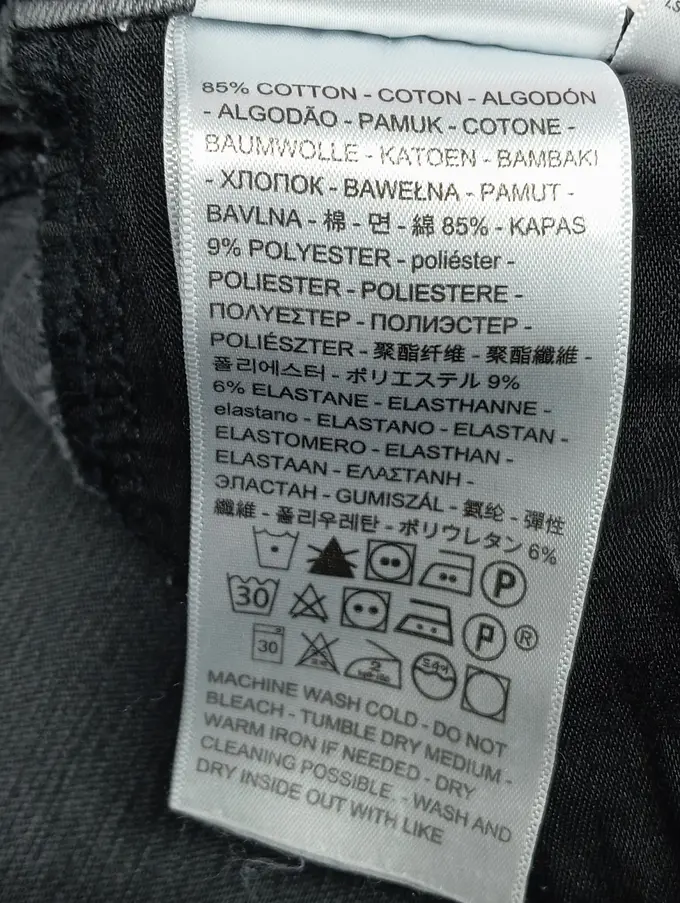 85% COTTON - COTON - ALGODÓN
- ALGODÃO - PAMUK - COTONE -
BAUMWOLLE - KATOEN - BAMBAKI
- ХЛОПОК - BAWEŁNA - PAMUT -
BAVLNA - 棉 - 면 - 綿 85% - KAPAS
9% POLYESTER - poliéster -
POLIESTER - POLIESTERE -
ΠΟΛΥΕΣΤΕΡ - ПОЛИЭСТЕР -
POLIÉSZTER - 聚酯纤维 - 聚酯纖維 -
폴리에스터 - ポリエステル 9%
6% ELASTANE - ELASTHANNE -
elastano - ELASTANO - ELASTAN -
ELASTOMERO - ELASTHAN -
ELASTAAN - ΕΛΑΣΤΑΝΗ -
ЭЛАСТАН - GUMISZÁL - 氨纶 - 彈性
纖維 - 폴리우레탄 - ポリウレタン 6%
P
30 P ®
30 2 드라이
MACHINE WASH COLD - DO NOT
BLEACH - TUMBLE DRY MEDIUM -
WARM IRON IF NEEDED - DRY
CLEANING POSSIBLE. - WASH AND
DRY INSIDE OUT WITH LIKE